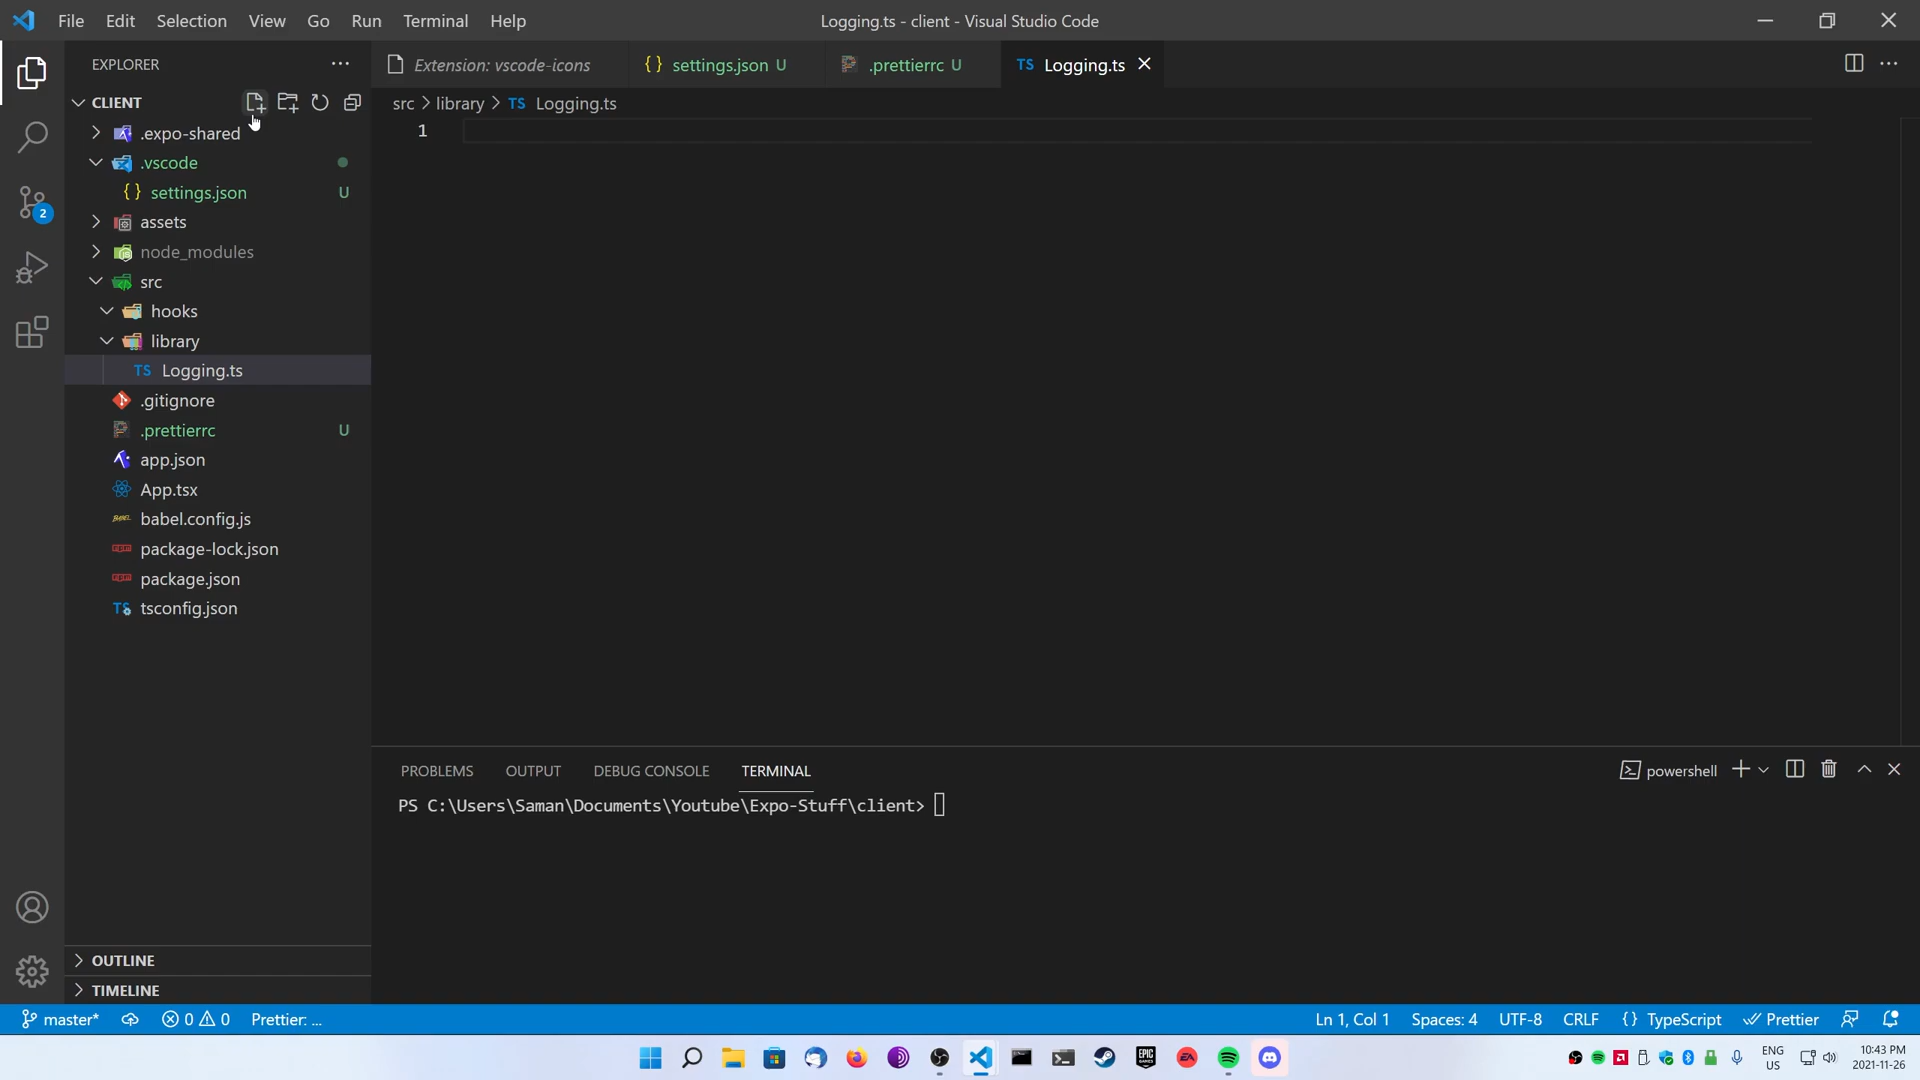 File Edit Selection View Go Run Terminal Help
Logging.ts - client - Visual Studio Code
EXPLORER
Extension: vscode-icons
{} settings.json U
.prettierrc U
TS Logging.ts
CLIENT
src > library > TS Logging.ts
1
.expo-shared
.vscode
{} settings.json U
assets
node_modules
src
hooks
library
TS Logging.ts
.gitignore
.prettierrc U
app.json
App.tsx
babel.config.js
package-lock.json
package.json
TS tsconfig.json
2
PROBLEMS OUTPUT DEBUG CONSOLE TERMINAL
powershell
PS C:\Users\Saman\Documents\Youtube\Expo-Stuff\client>
OUTLINE
TIMELINE
master* 0 0 Prettier: ...
Ln 1, Col 1 Spaces: 4 UTF-8 CRLF {} TypeScript Prettier
EPIC GAMES
EA
ENG
US
10:43 PM
2021-11-26